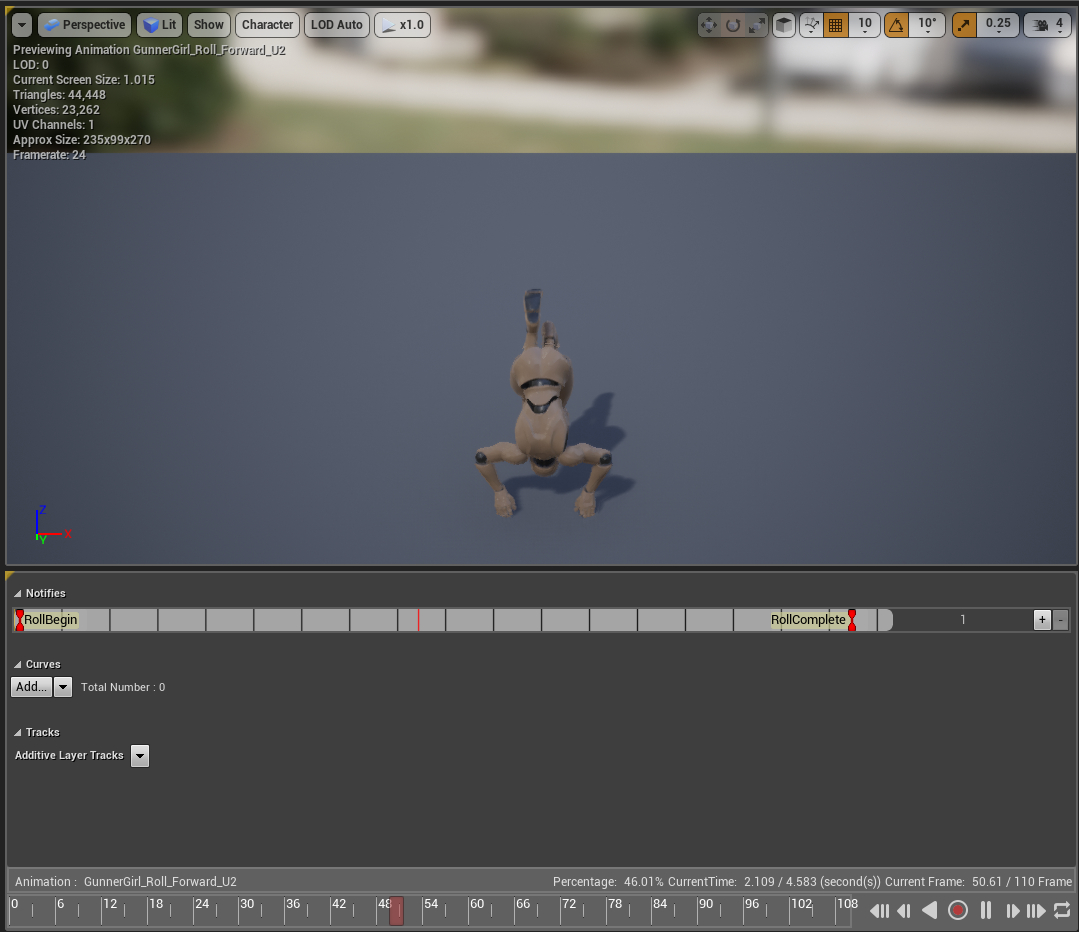 Perspective Lit Show Character LOD Auto x1.0 10 10° 0.25 4
Previewing Animation GunnerGirl_Roll_Forward_U2
LOD: 0
Current Screen Size: 1.015
Triangles: 44,448
Vertices: 23,262
UV Channels: 1
Approx Size: 235x99x270
Framerate: 24
Z
X
Y
Notifies
RollBegin RollComplete 1 + -
Curves
Add... Total Number : 0
Tracks
Additive Layer Tracks
Animation : GunnerGirl_Roll_Forward_U2 Percentage: 46.01% CurrentTime: 2.109 / 4.583 (second(s)) Current Frame: 50.61 / 110 Frame
0 6 12 18 24 30 36 42 48 54 60 66 72 78 84 90 96 102 108